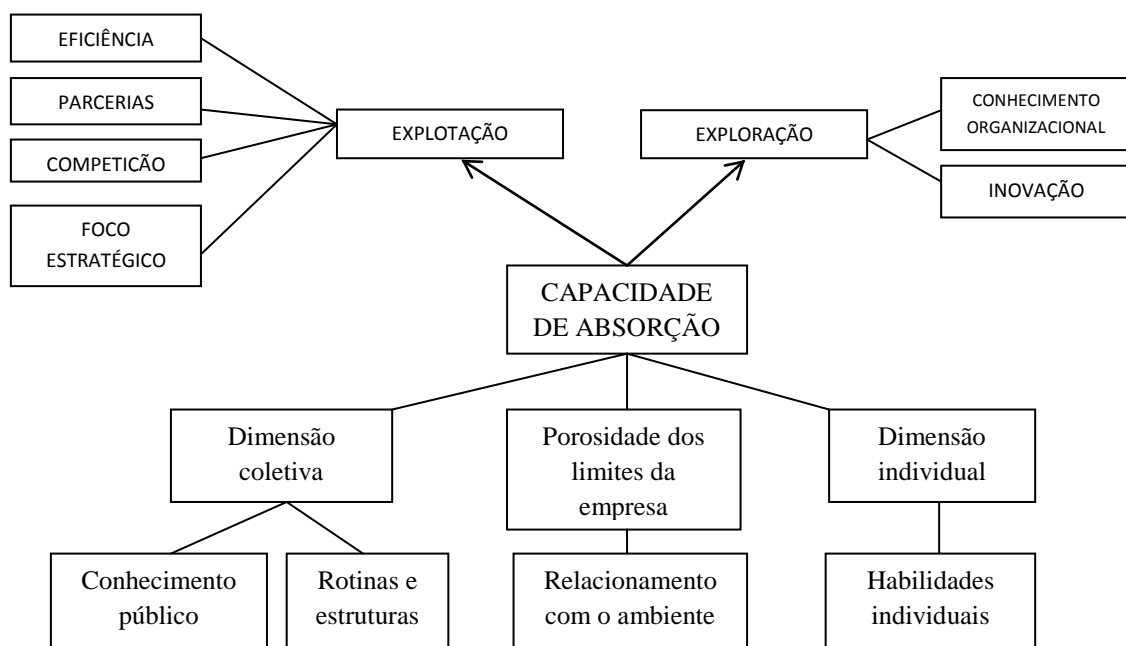 EFICIÊNCIA
PARCERIAS
COMPETIÇÃO
FOCO
ESTRATÉGICO
EXPLOTAÇÃO
EXPLORAÇÃO
CONHECIMENTO
ORGANIZACIONAL
INOVAÇÃO
CAPACIDADE
DE ABSORÇÃO
Dimensão
coletiva
Porosidade dos
limites da
empresa
Dimensão
individual
Conhecimento
público
Rotinas e
estruturas
Relacionamento
com o ambiente
Habilidades
individuais